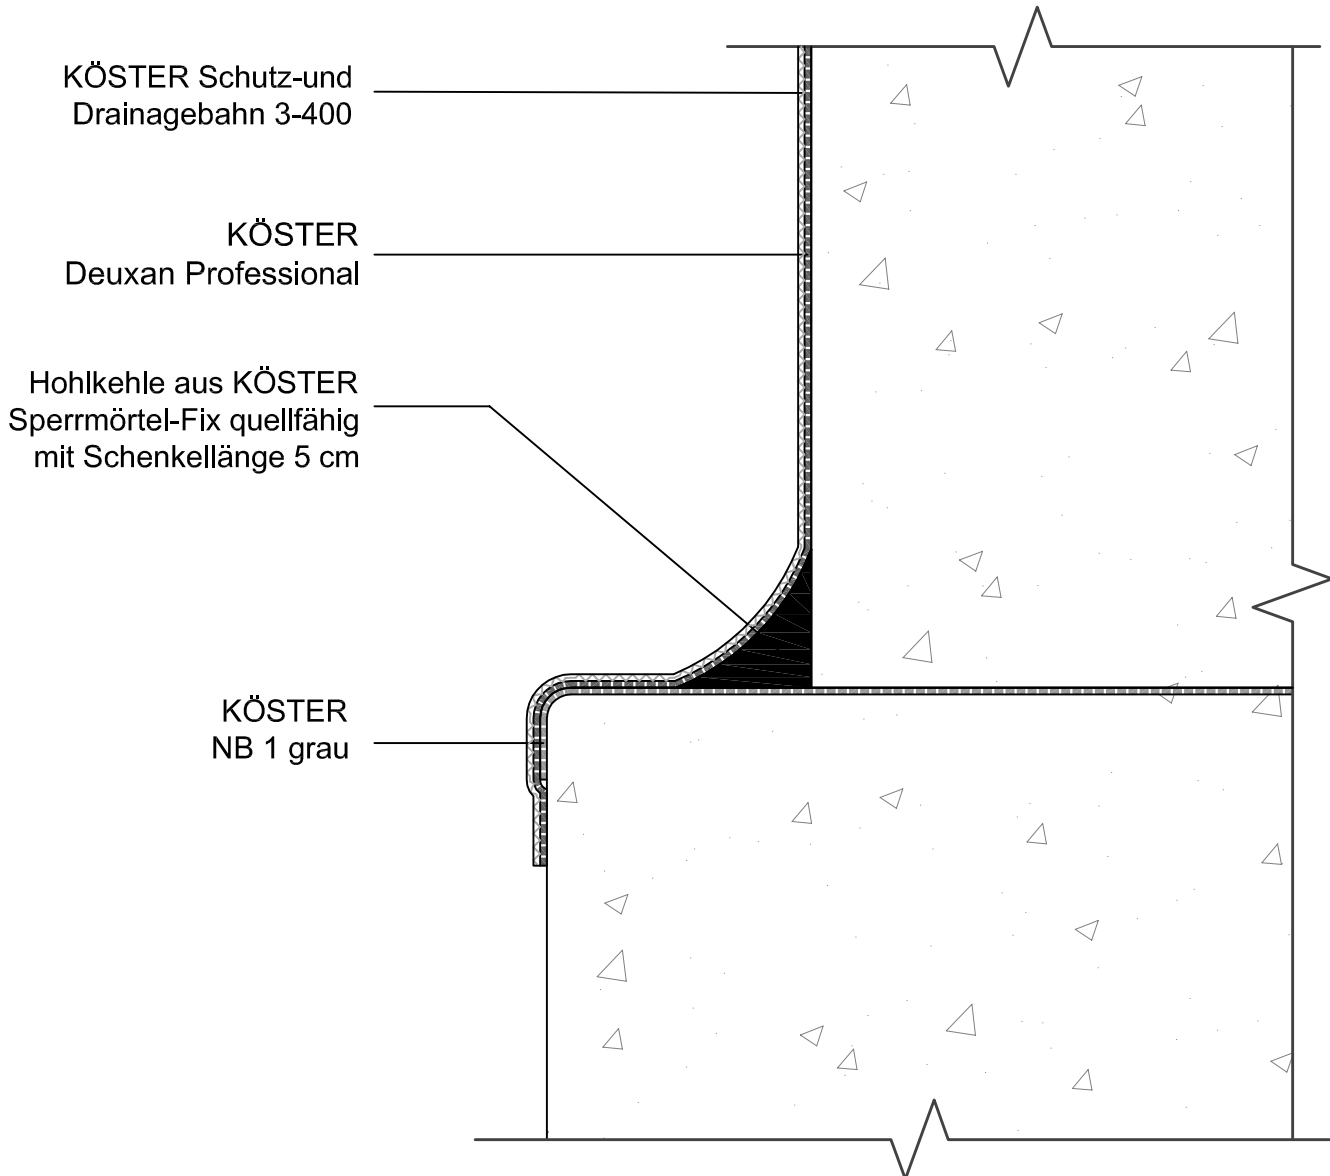 KÖSTER Schutz-und
Drainagebahn 3-400
KÖSTER
Deuxan Professional
Hohlkehle aus KÖSTER
Sperrmörtel-Fix quellfähig
mit Schenkellänge 5 cm
KÖSTER
NB 1 grau